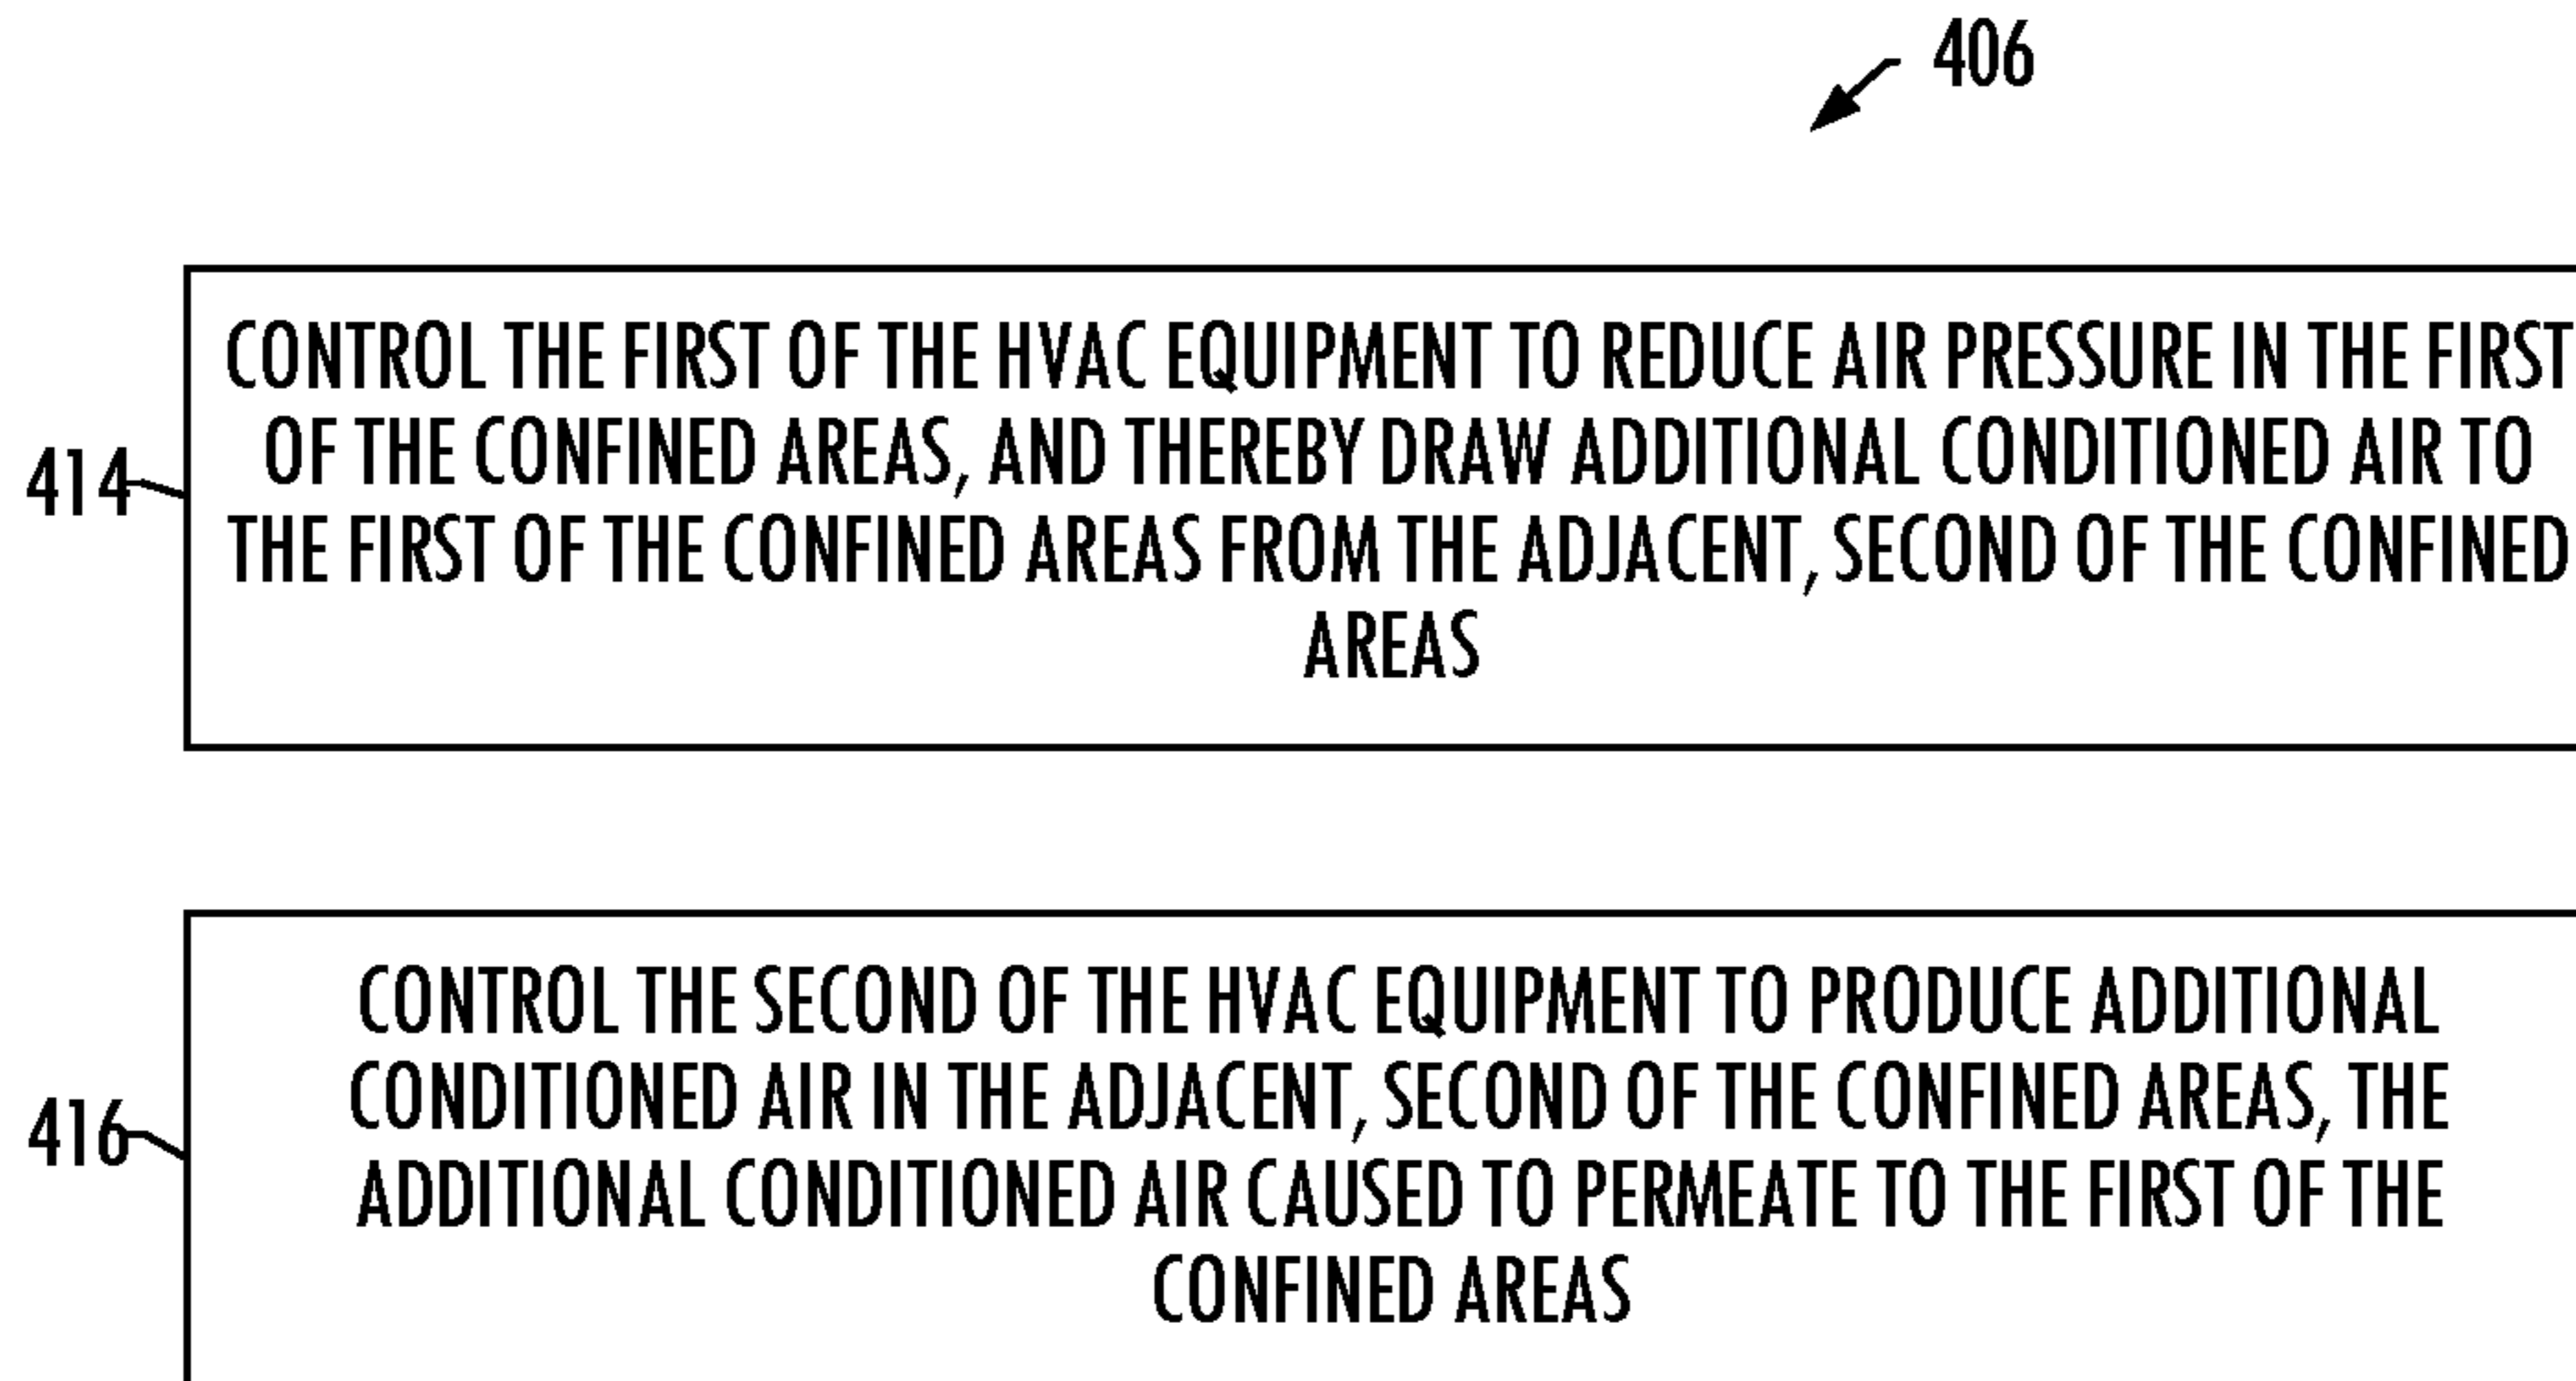 406
CONTROL THE FIRST OF THE HVAC EQUIPMENT TO REDUCE AIR PRESSURE IN THE FIRST
OF THE CONFINED AREAS, AND THEREBY DRAW ADDITIONAL CONDITIONED AIR TO
414
THE FIRST OF THE CONFINED AREAS FROM THE ADJACENT, SECOND OF THE CONFINED
AREAS
CONTROL THE SECOND OF THE HVAC EQUIPMENT TO PRODUCE ADDITIONAL
CONDITIONED AIR IN THE ADJACENT, SECOND OF THE CONFINED AREAS, THE
416
ADDITIONAL CONDITIONED AIR CAUSED TO PERMEATE TO THE FIRST OF THE
CONFINED AREAS